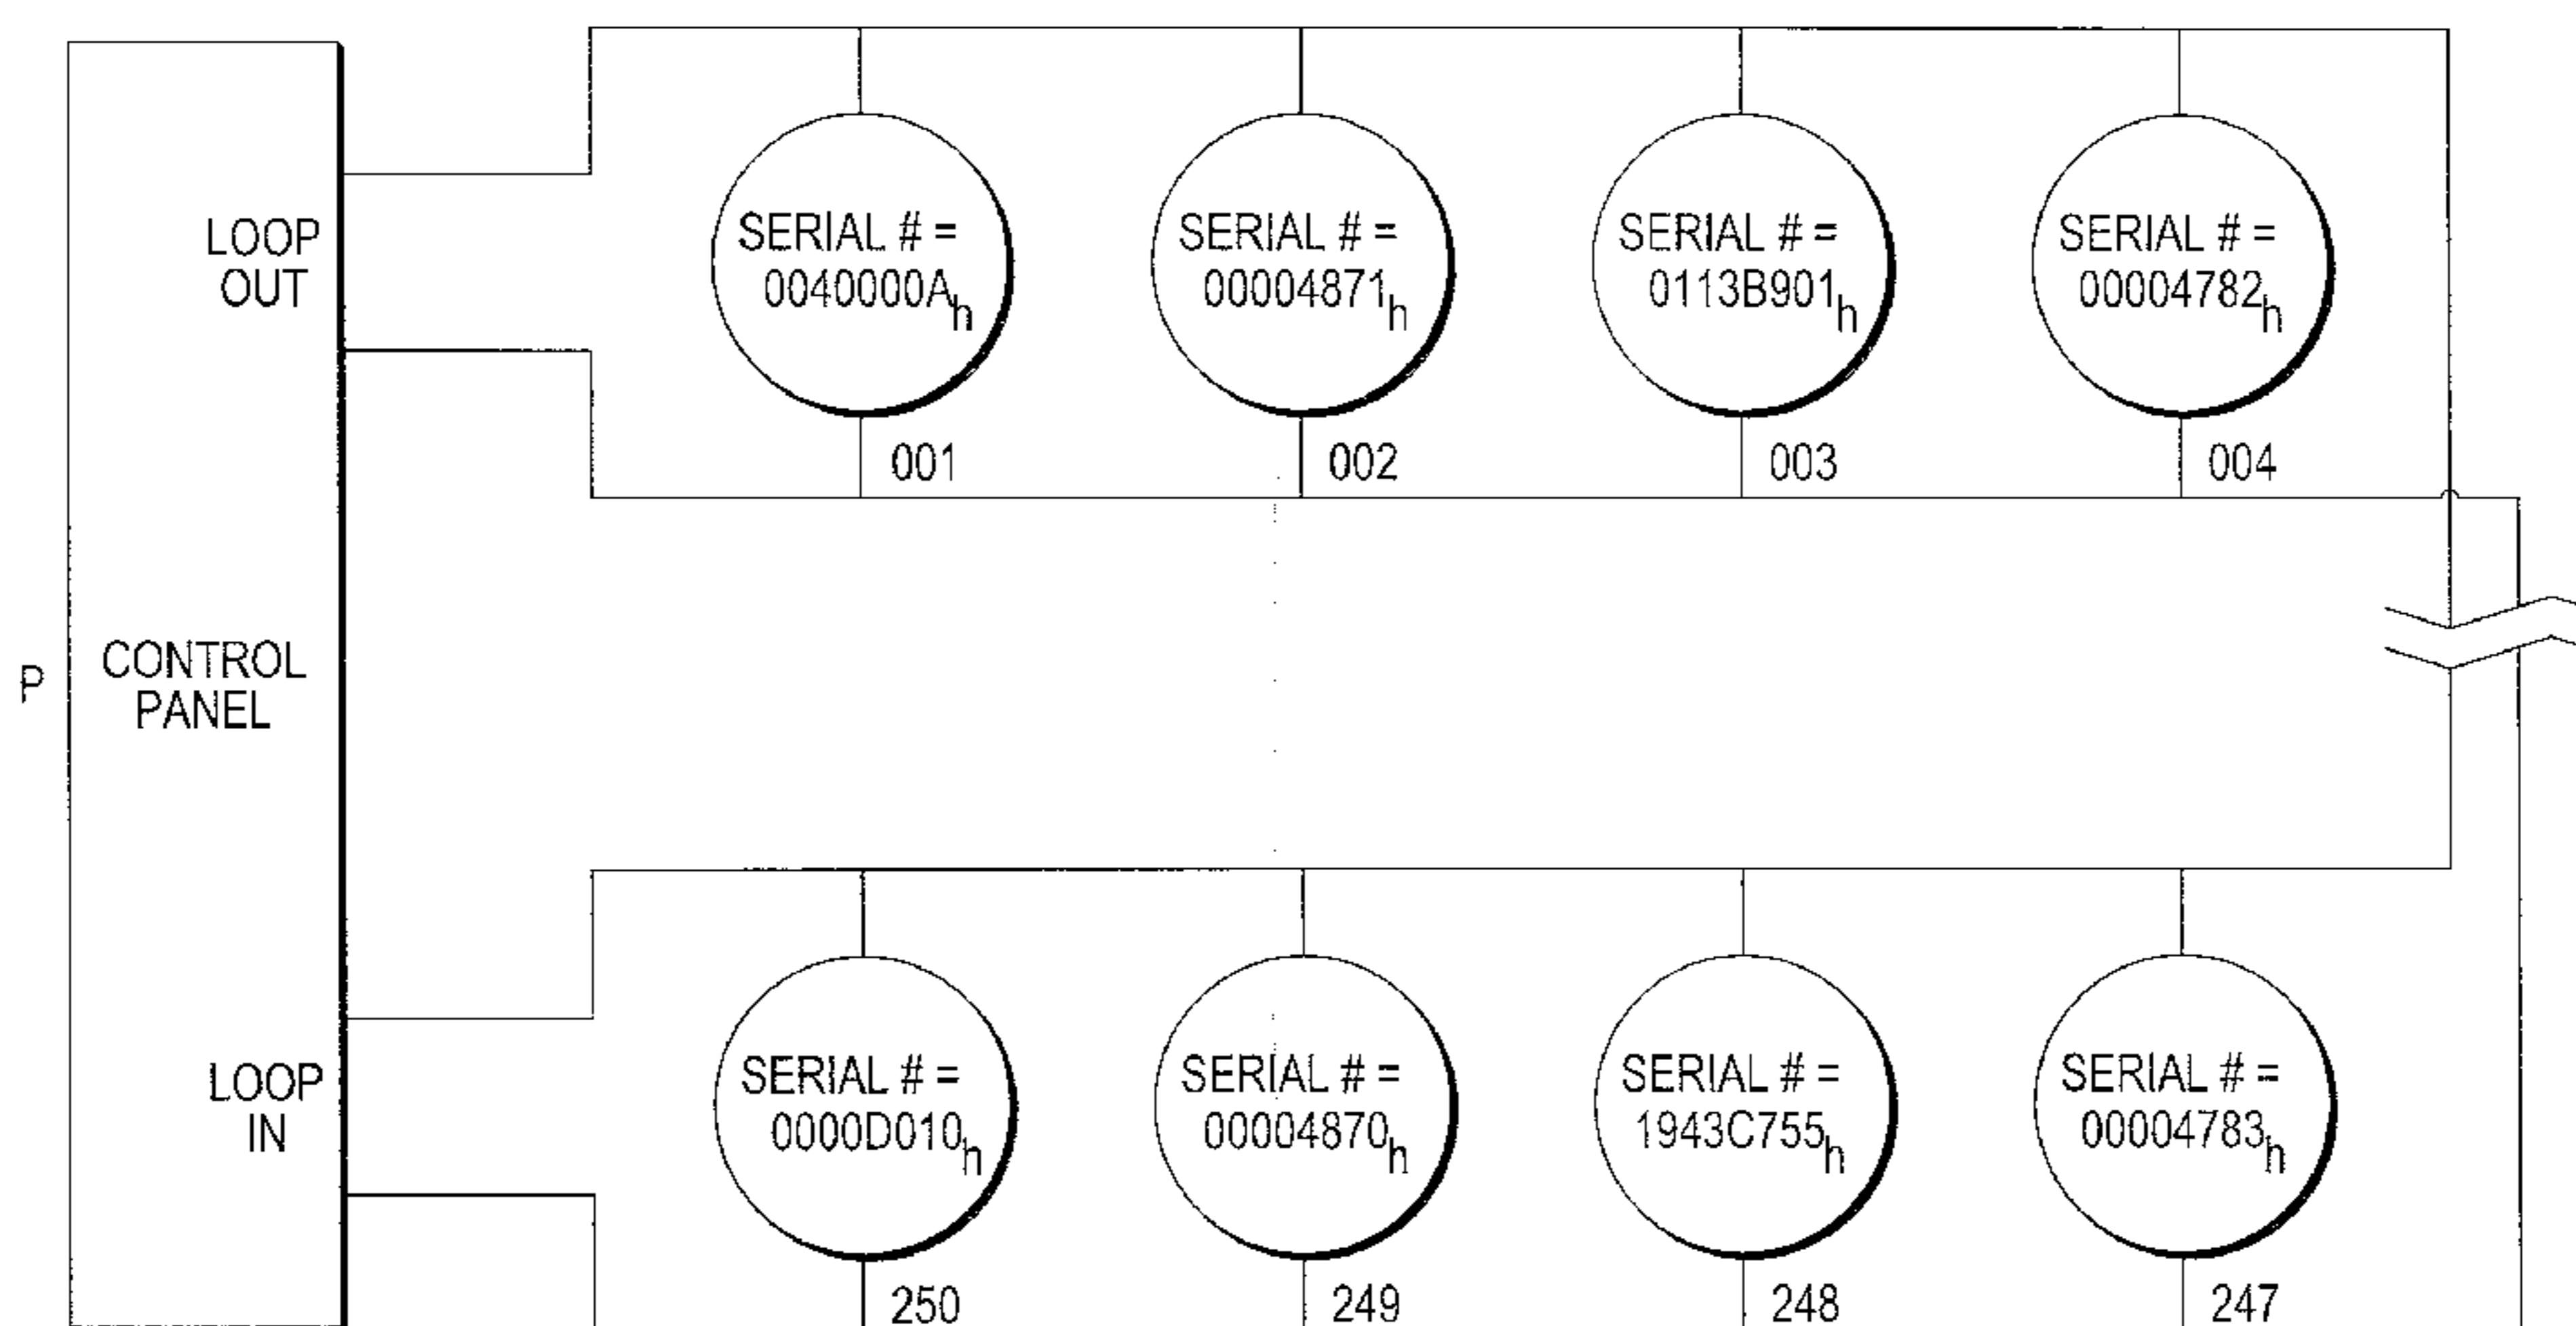 LOOP
OUT
SERIAL # =
0040000Ah
001
SERIAL # =
00004871h
002
SERIAL # =
0113B901h
003
SERIAL # =
00004782h
004
P
CONTROL
PANEL
LOOP
IN
SERIAL # =
0000D010h
250
SERIAL # =
00004870h
249
SERIAL # =
1943C755h
248
SERIAL # =
00004783h
247